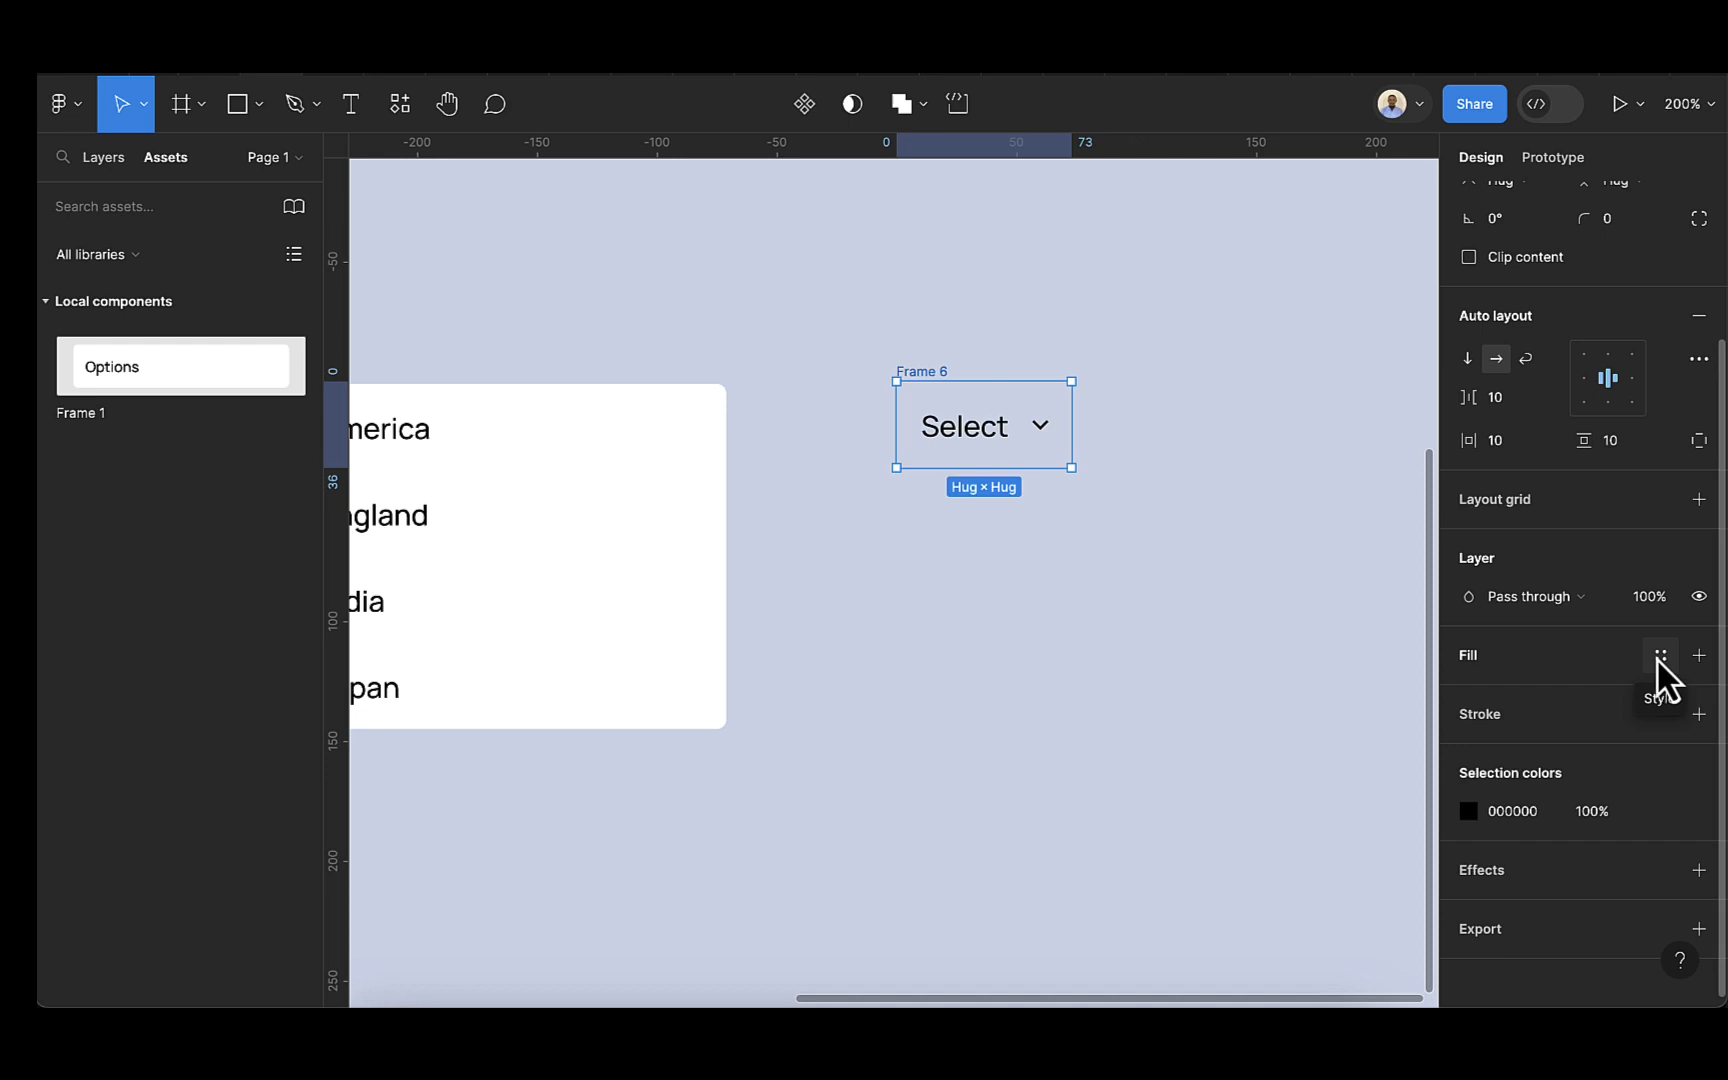 Share
200%
Layers
Assets
Page 1
-200
-150
-100
-50
0
50
73
150
200
Design
Prototype
Hug
Hug
Search assets...
0°
0
All libraries
Clip content
-50
Local components
Auto layout
Options
0
Frame 6
10
Frame 1
merica
Select
10
10
36
Hug × Hug
Layout grid
ngland
Layer
dia
Pass through
100%
100
Fill
pan
Stroke
150
Selection colors
000000
100%
200
Effects
Export
?
250